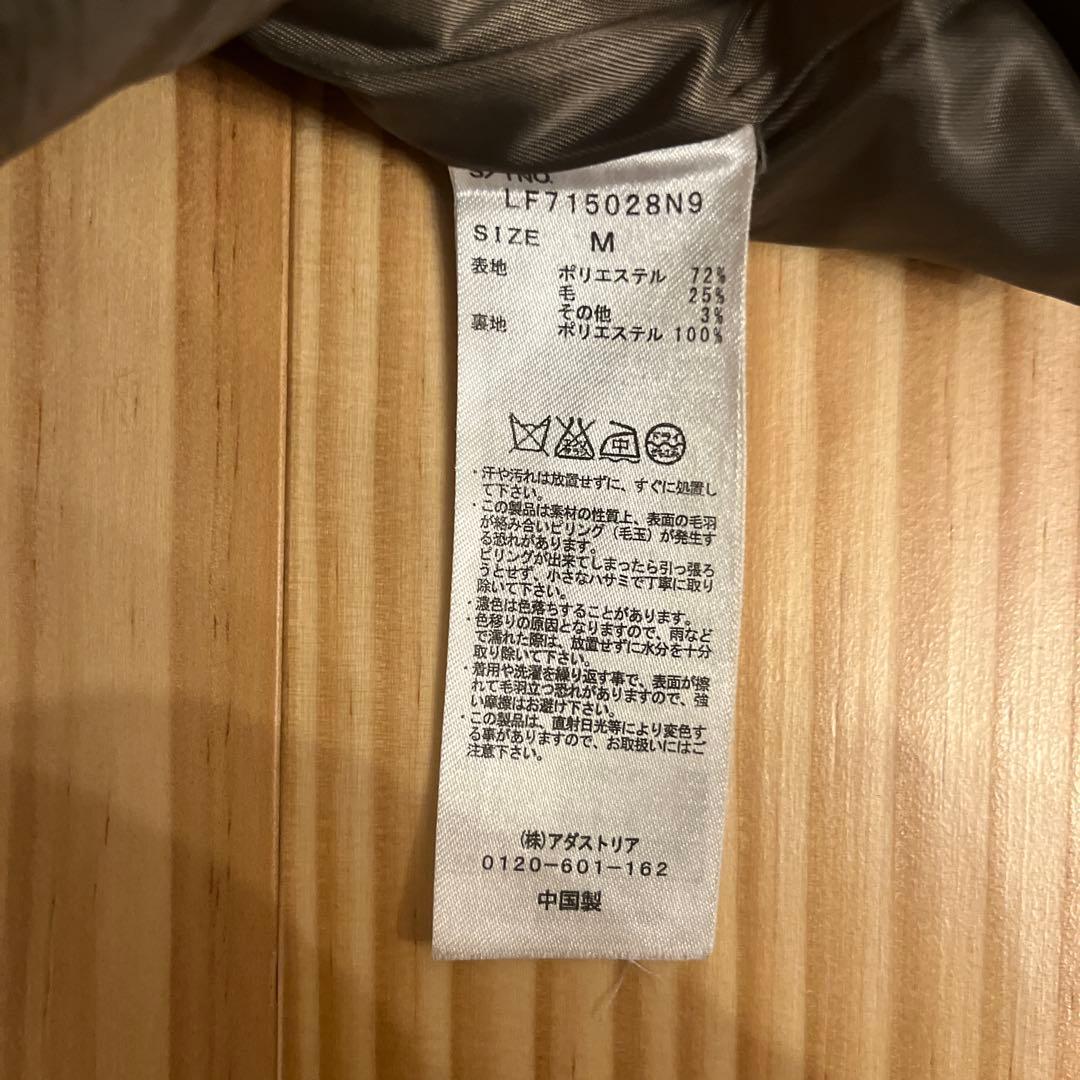 S/TNO.
LF715028N9
SIZE M
表地 ポリエステル 72%
毛 25%
その他 3%
裏地 ポリエステル 100%
中
ドライ
・汗や汚れは放置せずに、すぐに処置し
て下さい。
・この製品は素材の性質上、表面の毛羽
が絡み合いピリング（毛玉）が発生す
る恐れがあります。
ピリングが出来てしまったら引っ張ろ
うとせず、小さなハサミで丁寧に取り
除いて下さい。
・濃色は色落ちすることがあります。
・色移りの原因となりますので、雨など
で濡れた際は、放置せずに水分を十分
取り除いて下さい。
・着用や洗濯を繰り返す事で、表面が擦
れて毛羽立つ恐れがありますので、強
い摩擦はお避け下さい。
・この製品は、直射日光等により変色す
る事がありますので、お取扱いにはご
注意下さい。
(株)アダストリア
0120-601-162
中国製